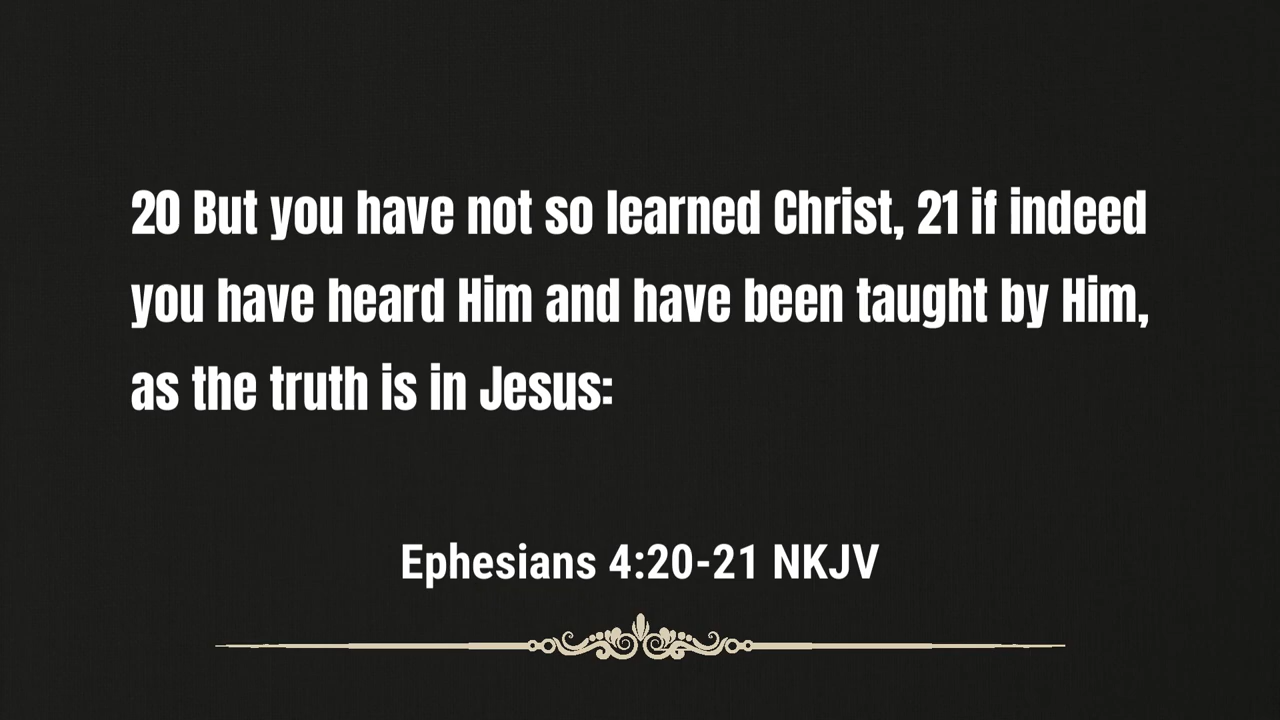 20 But you have not so learned Christ, 21 if indeed
you have heard Him and have been taught by Him,
as the truth is in Jesus:
Ephesians 4:20-21 NKJV